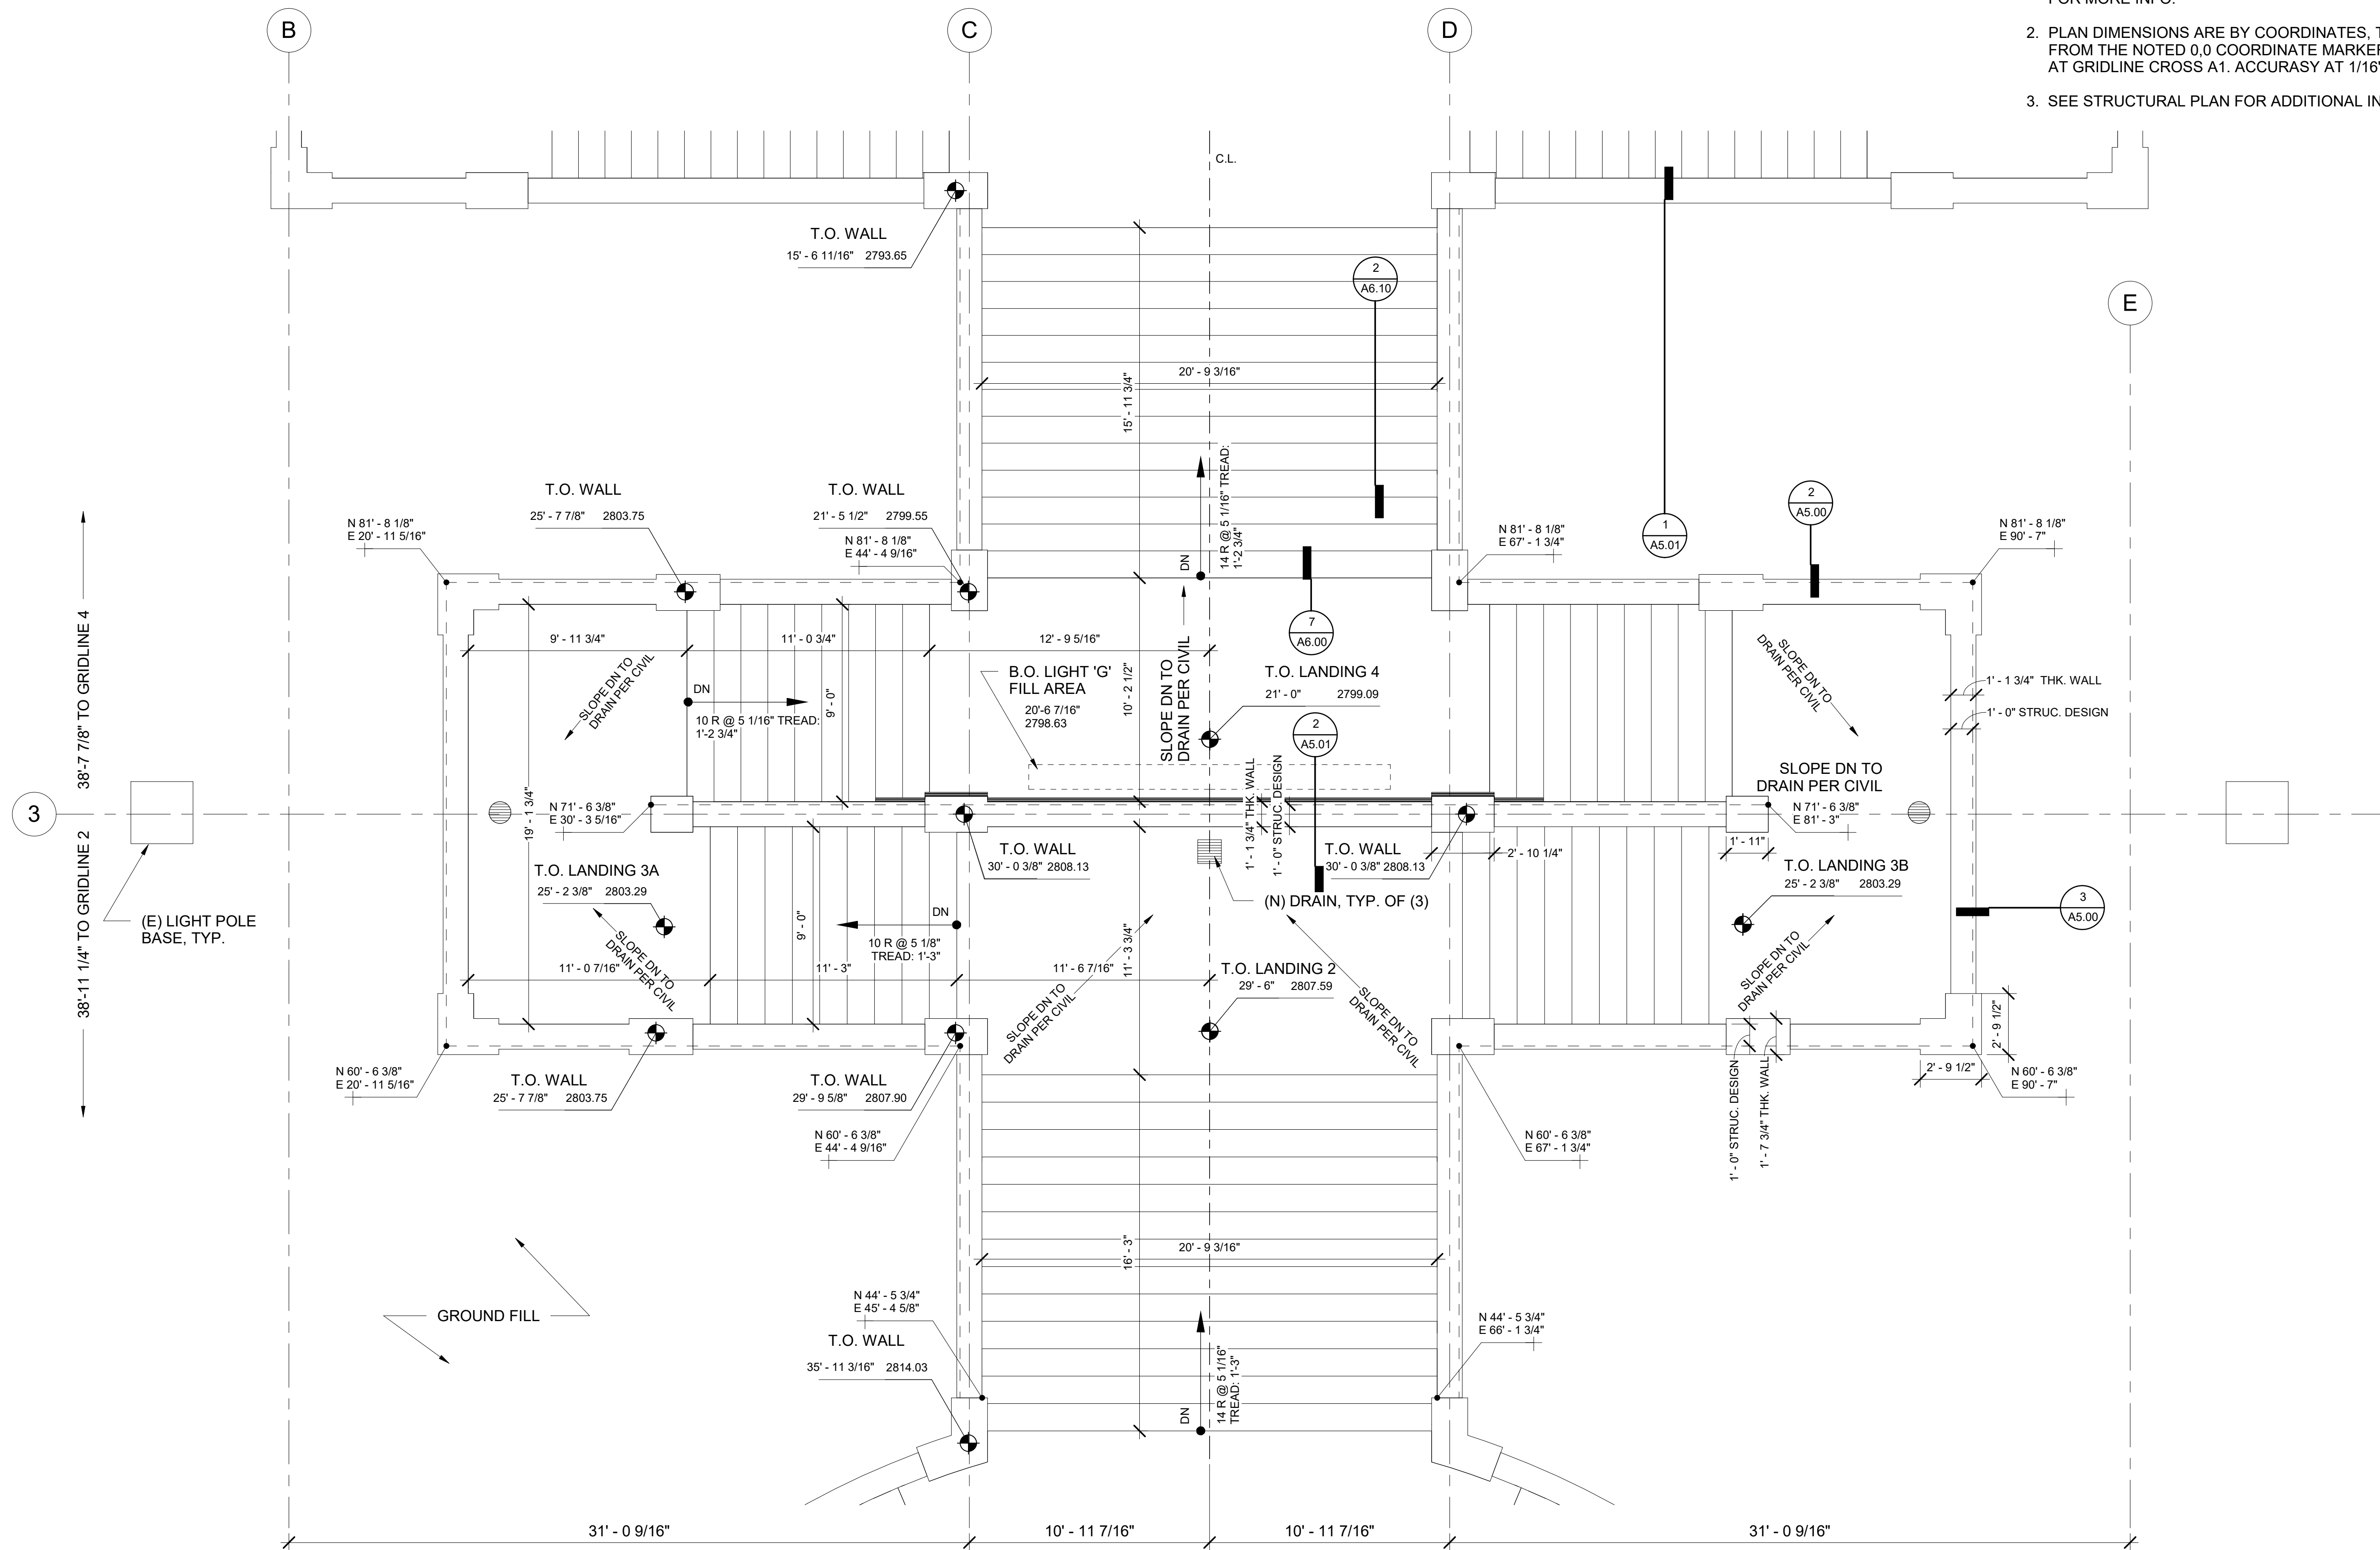 FOR MORE INFO.
2. PLAN DIMENSIONS ARE BY COORDINATES, T
FROM THE NOTED 0,0 COORDINATE MARKER
AT GRIDLINE CROSS A1. ACCURASY AT 1/16"
3. SEE STRUCTURAL PLAN FOR ADDITIONAL IN
B
C
D
E
3
C.L.
T.O. WALL
15' - 6 11/16" 2793.65
2
A6.10
20' - 9 3/16"
15' - 11 3/4"
14 R @ 5 1/16" TREAD:
1'-2 3/4"
DN
T.O. WALL
25' - 7 7/8" 2803.75
T.O. WALL
21' - 5 1/2" 2799.55
N 81' - 8 1/8"
E 20' - 11 5/16"
N 81' - 8 1/8"
E 44' - 4 9/16"
N 81' - 8 1/8"
E 67' - 1 3/4"
1
A5.01
2
A5.00
N 81' - 8 1/8"
E 90' - 7"
38'-7 7/8" TO GRIDLINE 4
38'-11 1/4" TO GRIDLINE 2
9' - 11 3/4"
11' - 0 3/4"
12' - 9 5/16"
7
A6.00
SLOPE DN TO
DRAIN PER CIVIL
DN
10 R @ 5 1/16" TREAD:
1'-2 3/4"
9' - 0"
B.O. LIGHT 'G'
FILL AREA
20'-6 7/16"
2798.63
10' - 2 1/2"
SLOPE DN TO
DRAIN PER CIVIL
T.O. LANDING 4
21' - 0" 2799.09
2
A5.01
SLOPE DN TO
DRAIN PER CIVIL
1' - 1 3/4" THK. WALL
1' - 0" STRUC. DESIGN
SLOPE DN TO
DRAIN PER CIVIL
19' - 1 3/4"
N 71' - 6 3/8"
E 30' - 3 5/16"
1' - 1 3/4" THK. WALL
1' - 0" STRUC. DESIGN
N 71' - 6 3/8"
E 81' - 3"
1' - 11"
2' - 10 1/4"
T.O. WALL
30' - 0 3/8" 2808.13
T.O. WALL
30' - 0 3/8" 2808.13
(N) DRAIN, TYP. OF (3)
T.O. LANDING 3A
25' - 2 3/8" 2803.29
T.O. LANDING 3B
25' - 2 3/8" 2803.29
3
A5.00
(E) LIGHT POLE
BASE, TYP.
SLOPE DN TO
DRAIN PER CIVIL
9' - 0"
DN
10 R @ 5 1/8"
TREAD: 1'-3"
11' - 3 3/4"
11' - 0 7/16"
11' - 3"
11' - 6 7/16"
T.O. LANDING 2
29' - 6" 2807.59
SLOPE DN TO
DRAIN PER CIVIL
SLOPE DN TO
DRAIN PER CIVIL
SLOPE DN TO
DRAIN PER CIVIL
2' - 9 1/2"
2' - 9 1/2"
N 60' - 6 3/8"
E 20' - 11 5/16"
T.O. WALL
25' - 7 7/8" 2803.75
T.O. WALL
29' - 9 5/8" 2807.90
1' - 0" STRUC. DESIGN
1' - 7 3/4" THK. WALL
N 60' - 6 3/8"
E 90' - 7"
N 60' - 6 3/8"
E 44' - 4 9/16"
N 60' - 6 3/8"
E 67' - 1 3/4"
16' - 3"
20' - 9 3/16"
GROUND FILL
N 44' - 5 3/4"
E 45' - 4 5/8"
N 44' - 5 3/4"
E 66' - 1 3/4"
T.O. WALL
35' - 11 3/16" 2814.03
DN
14 R @ 5 1/16"
TREAD: 1'-3"
31' - 0 9/16"
10' - 11 7/16"
10' - 11 7/16"
31' - 0 9/16"